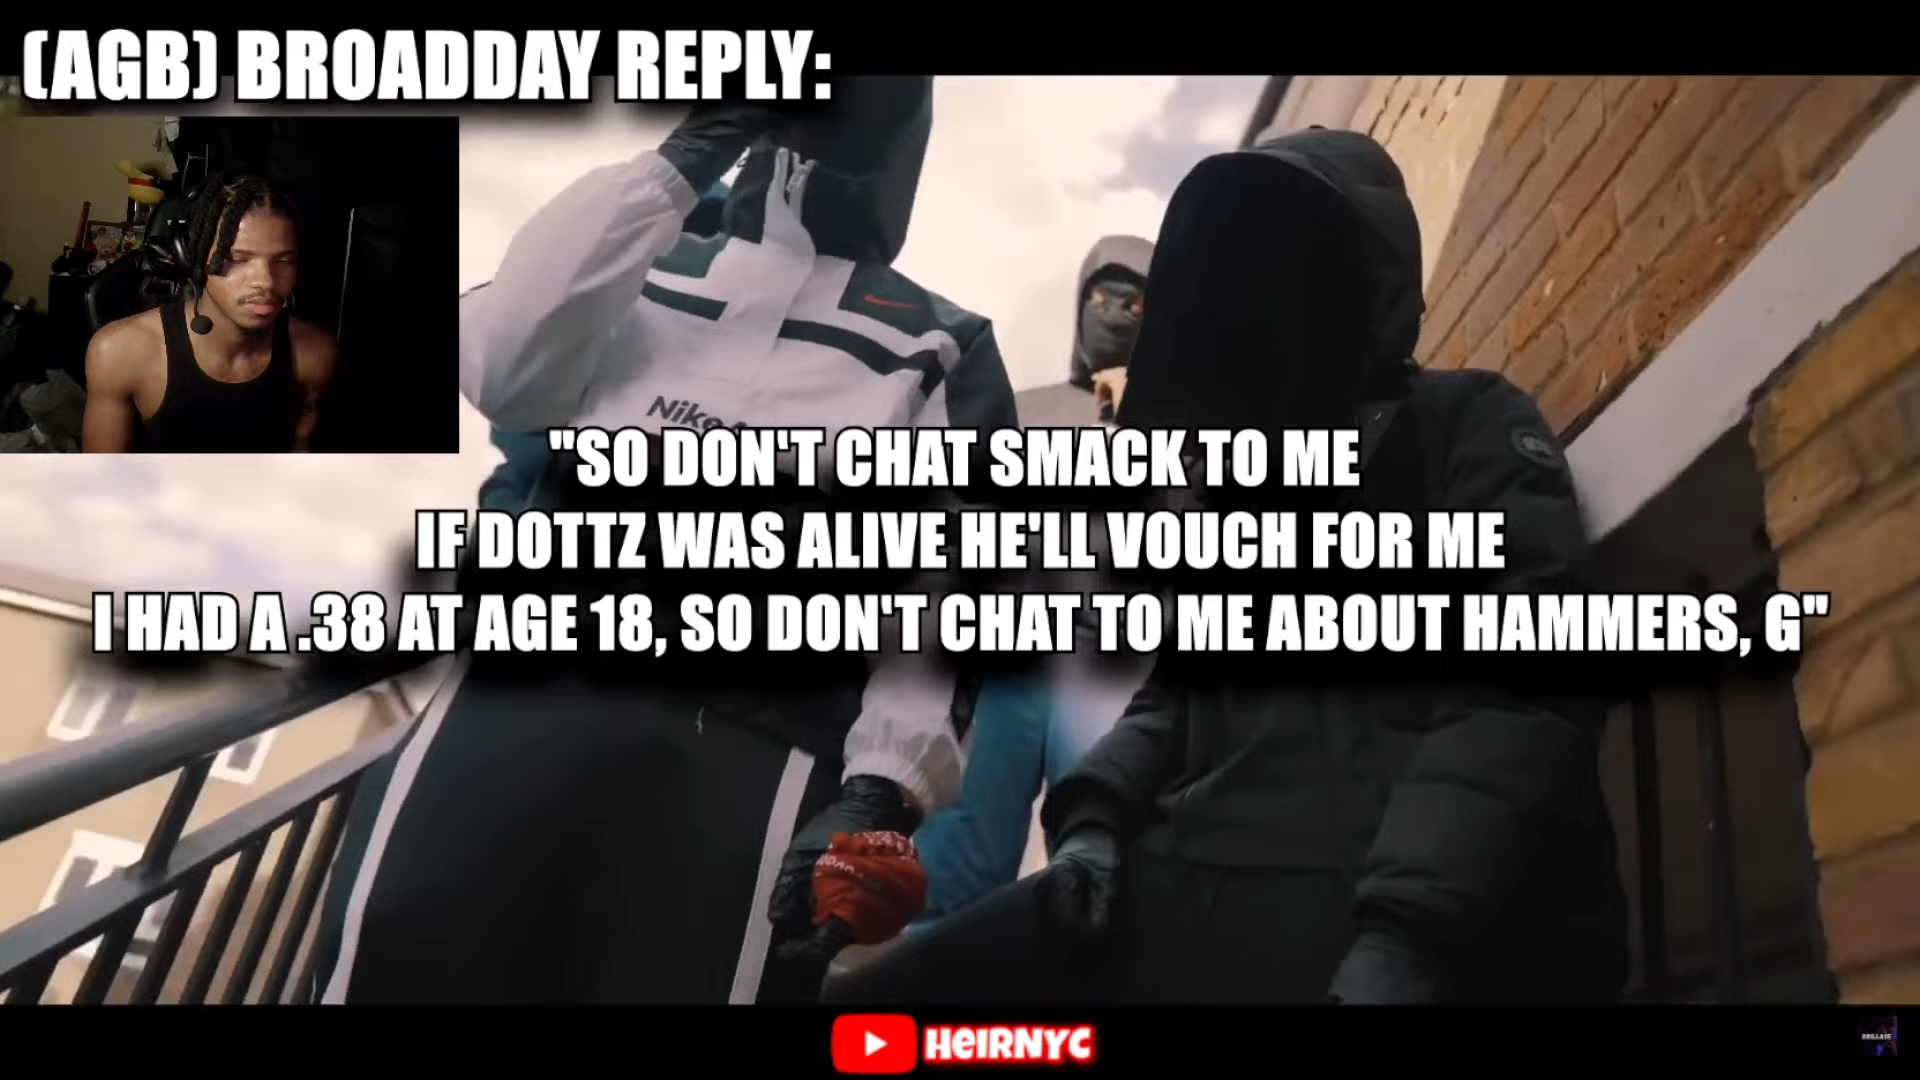 (AGB) BROADDAY REPLY:
Nike
"SO DON'T CHAT SMACK TO ME
IF DOTTZ WAS ALIVE HE'LL VOUCH FOR ME
I HAD A .38 AT AGE 18, SO DON'T CHAT TO ME ABOUT HAMMERS, G"
HEIRNYC